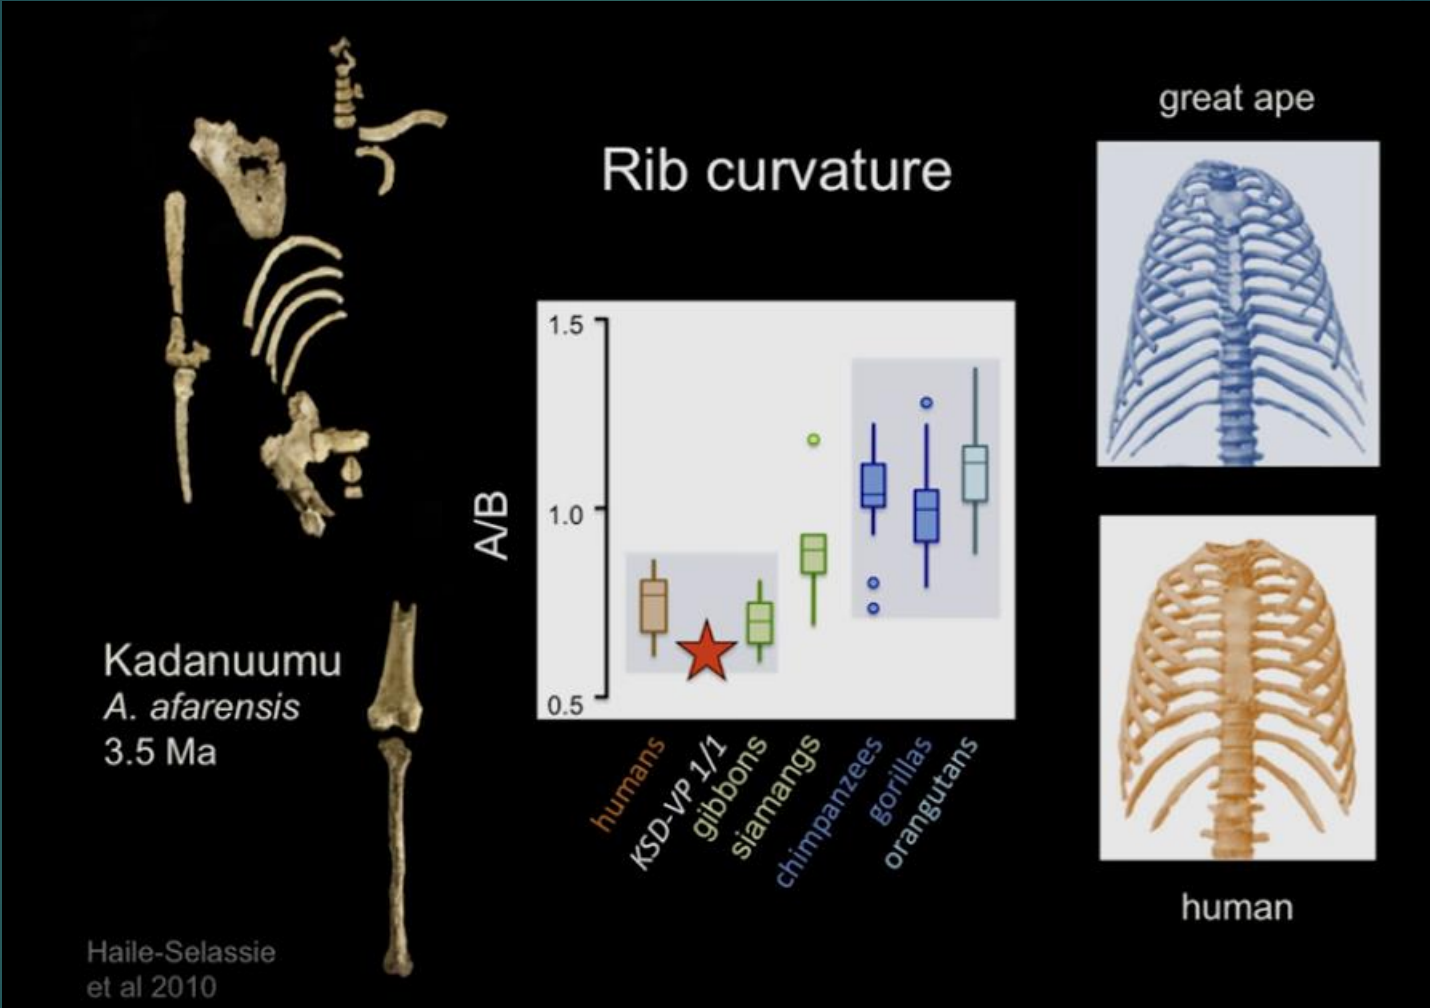 great ape
Rib curvature
1.5
1.0
0.5
A/B
humans
KSD-VP 1/1
gibbons
siamangs
chimpanzees
gorillas
orangutans
Kadanuumu
A. afarensis
3.5 Ma
human
Haile-Selassie
et al 2010